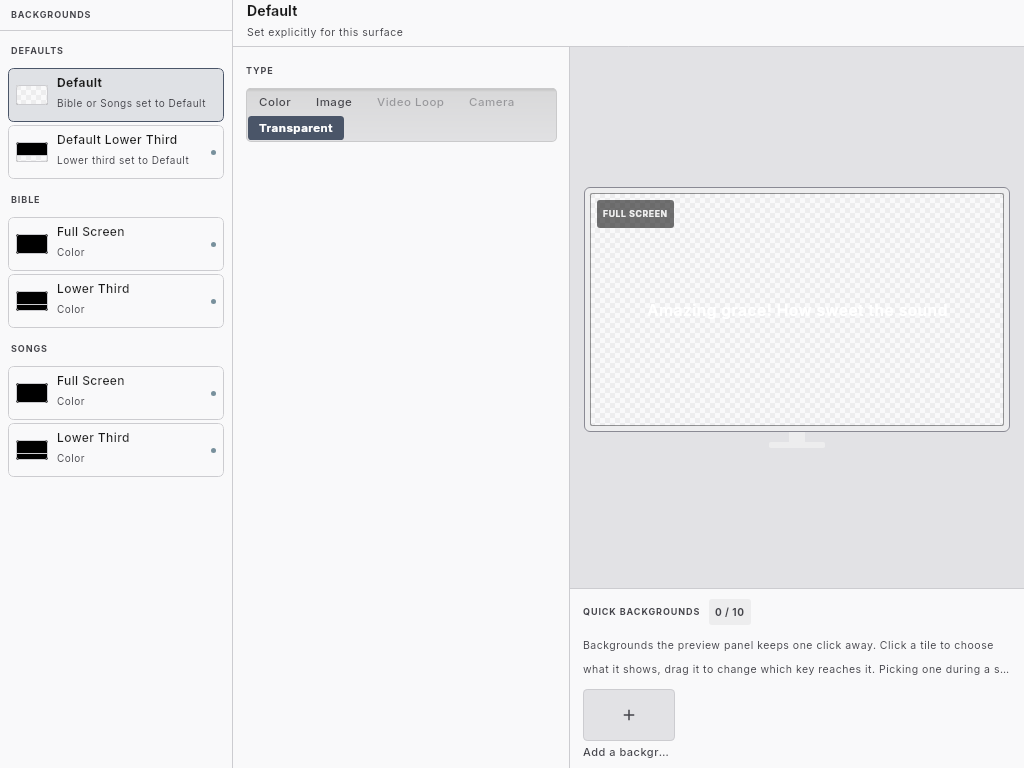 BACKGROUNDS
DEFAULTS
Default
Bible or Songs set to Default
Default Lower Third
Lower third set to Default
BIBLE
Full Screen
Color
Lower Third
Color
SONGS
Full Screen
Color
Lower Third
Color
Default
Set explicitly for this surface
TYPE
Color Image Video Loop Camera
Transparent
FULL SCREEN
Amazing grace! How sweet the sound
QUICK BACKGROUNDS 0 / 10
Backgrounds the preview panel keeps one click away. Click a tile to choose
what it shows, drag it to change which key reaches it. Picking one during a s...
+
Add a backgr...